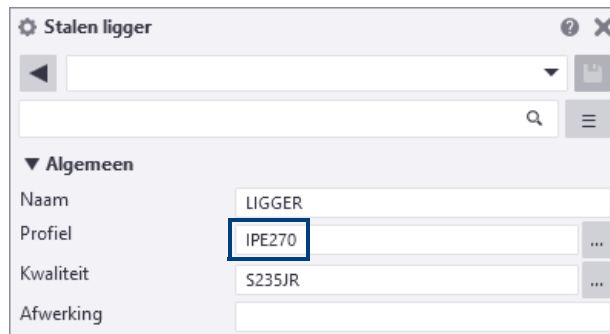 Stalen ligger
Algemeen
Naam LIGGER
Profiel IPE270 ...
Kwaliteit S235JR ...
Afwerking